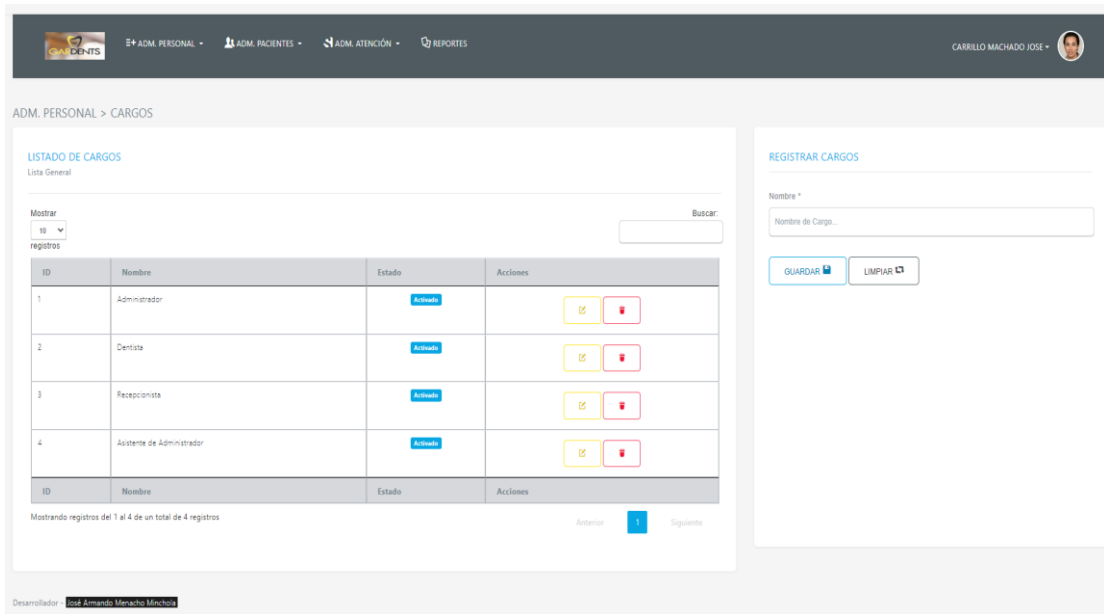 GARDENTS
ADM. PERSONAL
ADM. PACIENTES
ADM. ATENCIÓN
REPORTES
CARRILLO MACHADO JOSE
ADM. PERSONAL > CARGOS
LISTADO DE CARGOS
Lista General
Mostrar
10
registros
Buscar:
ID Nombre Estado Acciones
1 Administrador Activado
2 Dentista Activado
3 Recepcionista Activado
4 Asistente de Administrador Activado
ID Nombre Estado Acciones
Mostrando registros del 1 al 4 de un total de 4 registros
Anterior 1 Siguiente
REGISTRAR CARGOS
Nombre *
Nombre de Cargo...
GUARDAR LIMPIAR
Desarrollador - José Armando Menacho Minchola